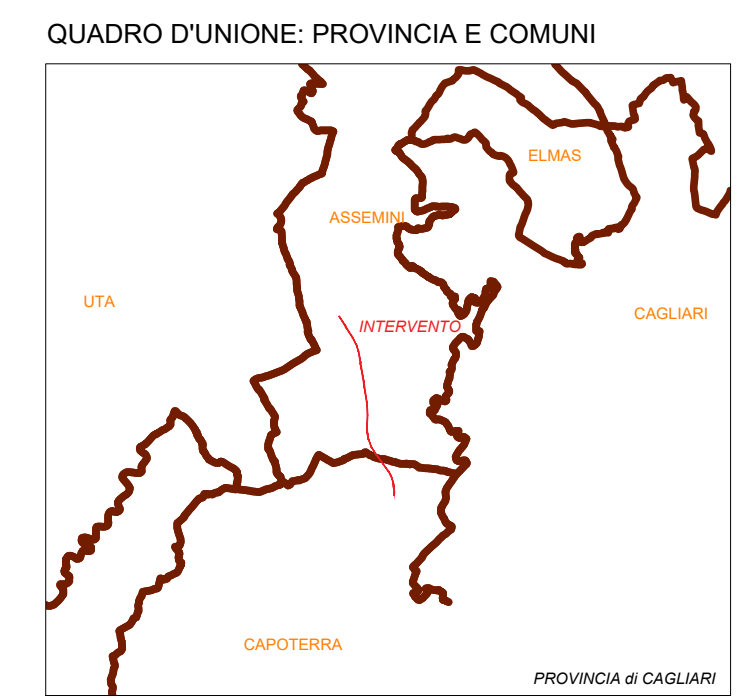 QUADRO D'UNIONE: PROVINCIA E COMUNI
ELMAS
ASSEMINI
UTA
CAGLIARI
INTERVENTO
CAPOTERRA
PROVINCIA di CAGLIARI